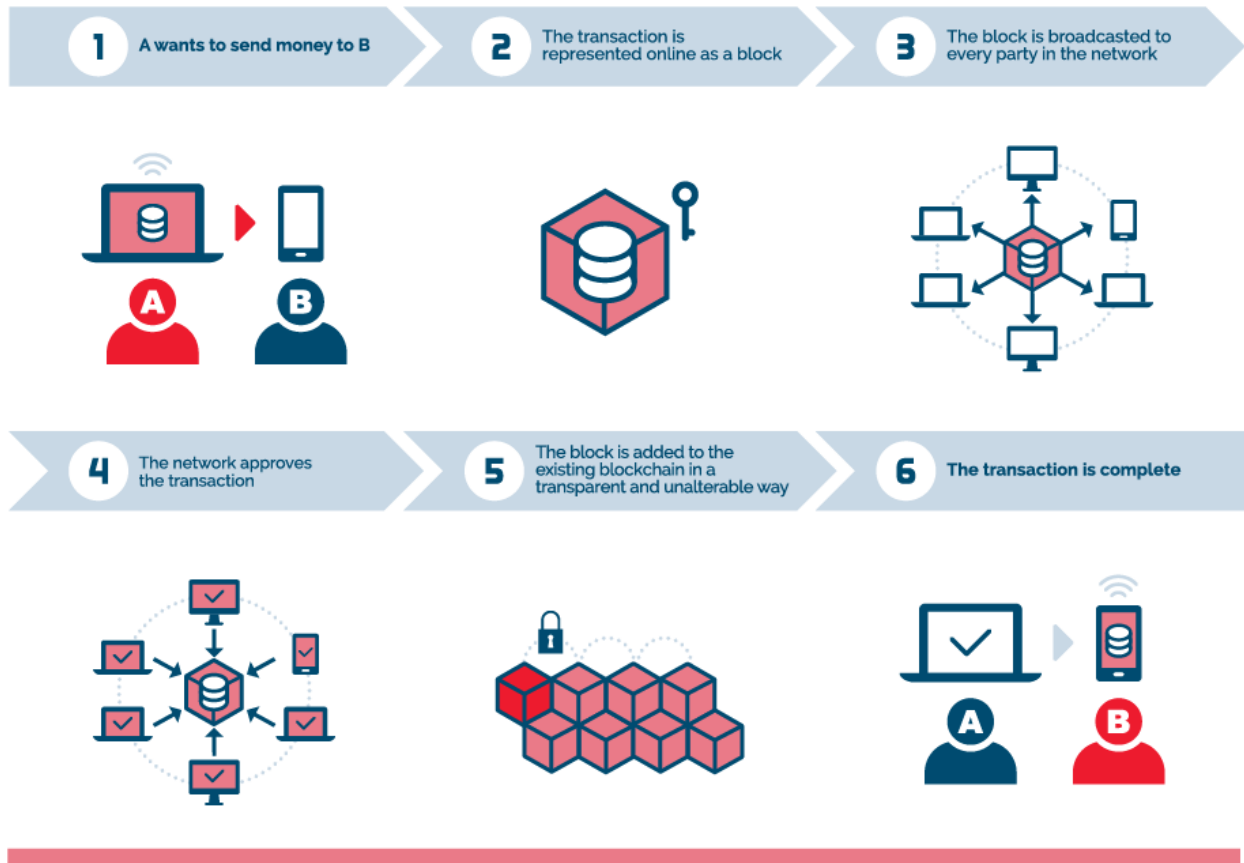 1
A wants to send money to B
2
The transaction is
represented online as a block
3
The block is broadcasted to
every party in the network
A
B
4
The network approves
the transaction
5
The block is added to the
existing blockchain in a
transparent and unalterable way
6
The transaction is complete
A
B